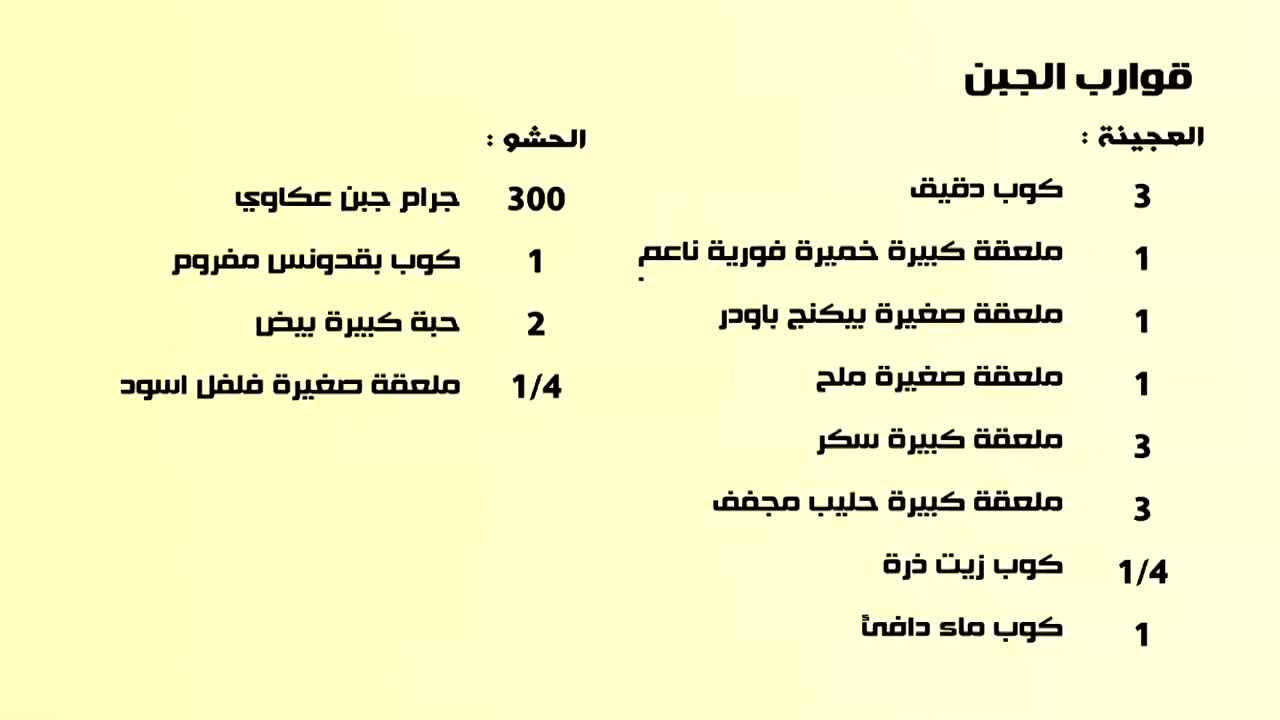 قوارب الجبن
العجينة :
3 كوب دقيق
1 ملعقة كبيرة خميرة فورية ناعم
1 ملعقة صغيرة بيكنج باودر
1 ملعقة صغيرة ملح
3 ملعقة كبيرة سكر
3 ملعقة كبيرة حليب مجفف
1/4 كوب زيت ذرة
1 كوب ماء دافئ
الحشو :
300 جرام جبن عكاوي
1 كوب بقدونس مفروم
2 حبة كبيرة بيض
1/4 ملعقة صغيرة فلفل اسود